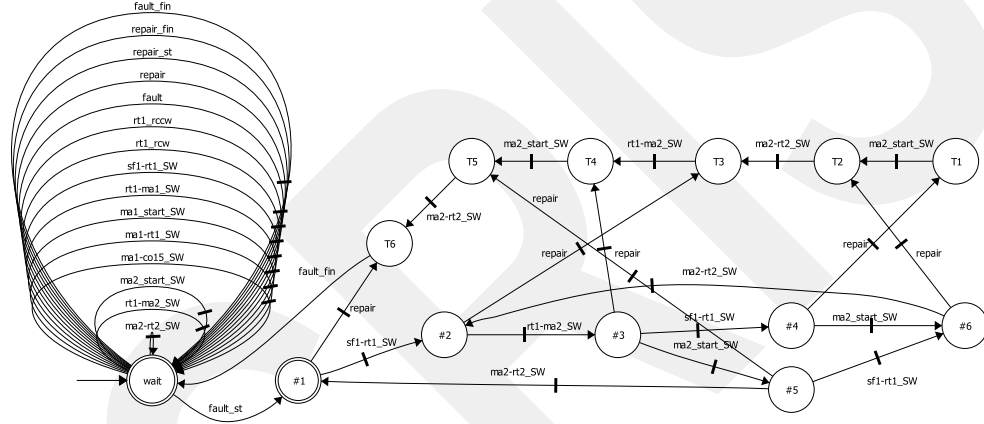 fault_fin
repair_fin
repair_st
repair
fault
rt1_rccw
rt1_rcw
sf1-rt1_SW
rt1-ma1_SW
ma1_start_SW
ma1-rt1_SW
ma1-co15_SW
ma2_start_SW
rt1-ma2_SW
ma2-rt2_SW
wait
fault_st
fault_fin
#1
repair
sf1-rt1_SW
T6
ma2-rt2_SW
T5
ma2_start_SW
T4
rt1-ma2_SW
T3
ma2-rt2_SW
T2
ma2_start_SW
T1
repair
repair
repair
repair
repair
ma2-rt2_SW
#2
rt1-ma2_SW
#3
sf1-rt1_SW
#4
ma2_start_SW
#6
ma2_start_SW
ma2-rt2_SW
#5
sf1-rt1_SW